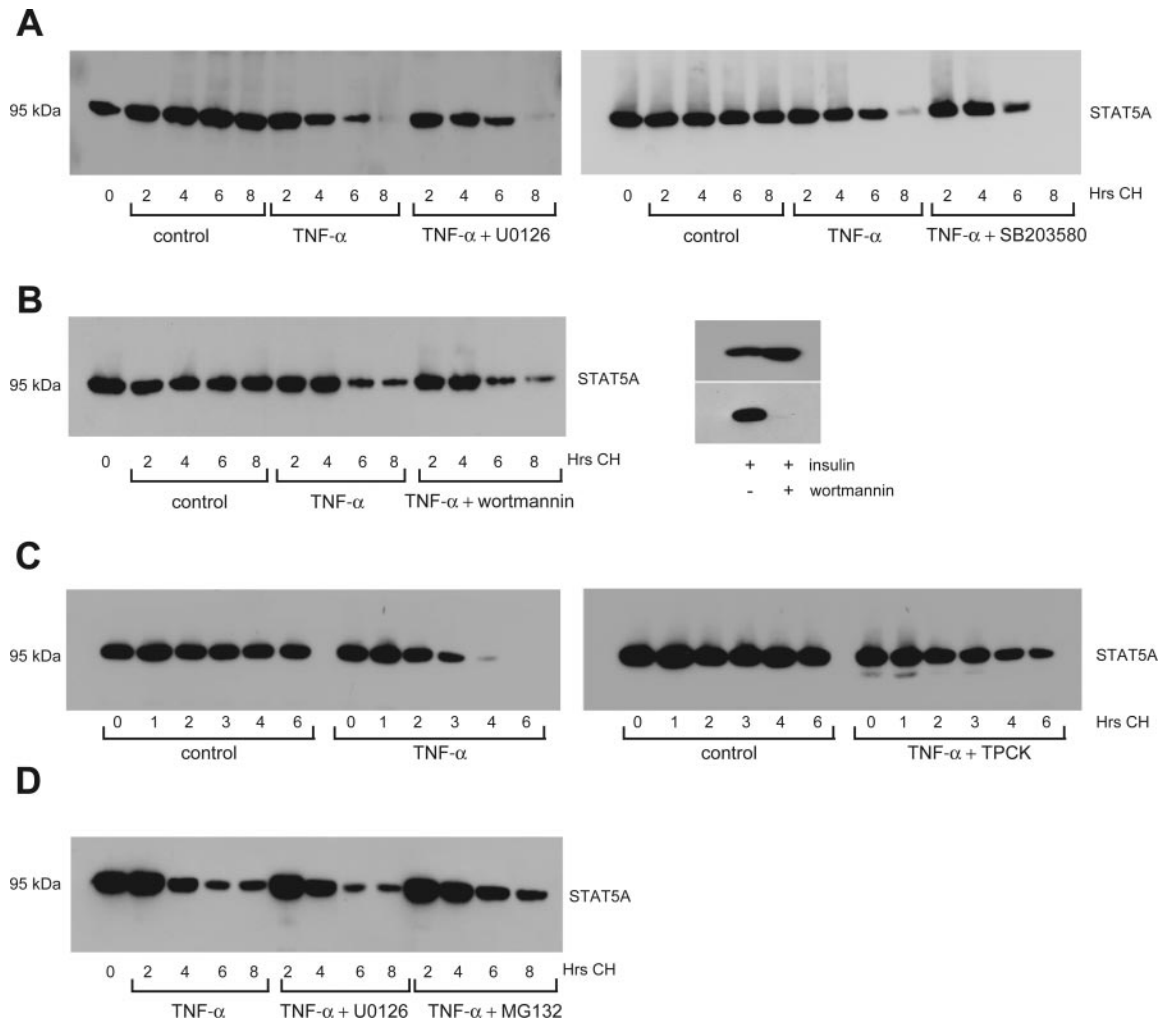 A
95 kDa
STAT5A
0 2 4 6 8 2 4 6 8 2 4 6 8
0 2 4 6 8 2 4 6 8 2 4 6 8 Hrs CH
control TNF-α TNF-α + U0126
control TNF-α TNF-α + SB203580
B
95 kDa
STAT5A
0 2 4 6 8 2 4 6 8 2 4 6 8 Hrs CH
control TNF-α TNF-α + wortmannin
+ + insulin
- + wortmannin
C
95 kDa
STAT5A
0 1 2 3 4 6 0 1 2 3 4 6
0 1 2 3 4 6 0 1 2 3 4 6 Hrs CH
control TNF-α
control TNF-α + TPCK
D
95 kDa
STAT5A
0 2 4 6 8 2 4 6 8 2 4 6 8 Hrs CH
TNF-α TNF-α + U0126 TNF-α + MG132